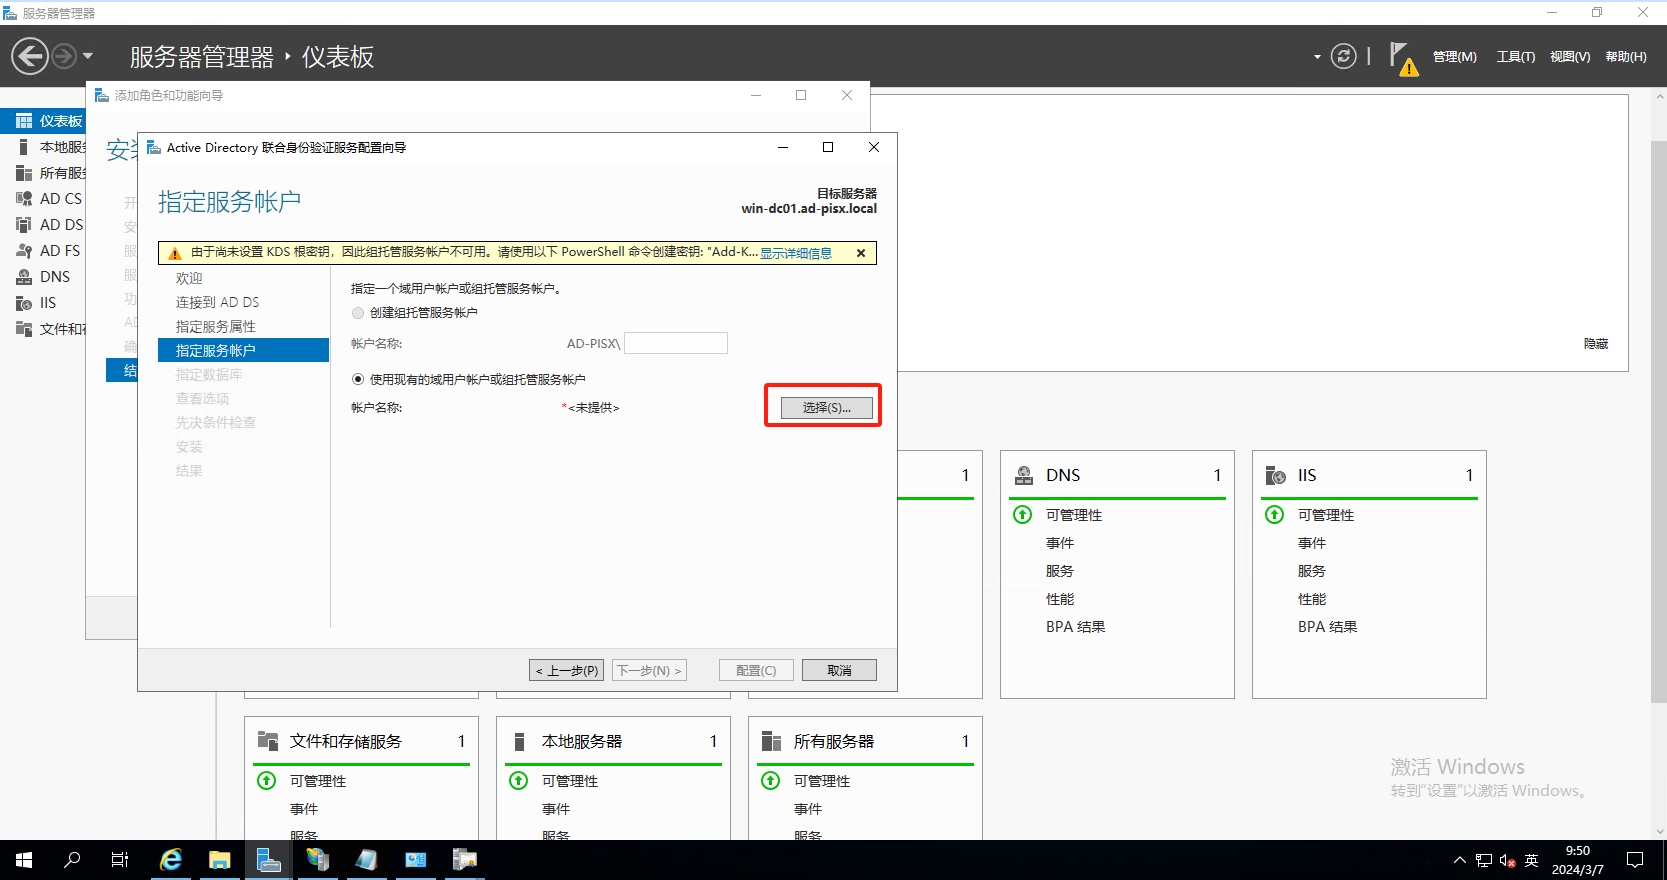 服务器管理器
服务器管理器 · 仪表板
管理(M) 工具(T) 视图(V) 帮助(H)
添加角色和功能向导
仪表板
本地服
所有服
AD CS
AD DS
AD FS
DNS
IIS
文件和
安
开
安
服
服
功
AD
确
结
Active Directory 联合身份验证服务配置向导
指定服务帐户
目标服务器
win-dc01.ad-pisx.local
由于尚未设置 KDS 根密钥，因此组托管服务帐户不可用。请使用以下 PowerShell 命令创建密钥: "Add-K... 显示详细信息
欢迎
连接到 AD DS
指定服务属性
指定服务帐户
指定数据库
查看选项
先决条件检查
安装
结果
指定一个域用户帐户或组托管服务帐户。
创建组托管服务帐户
帐户名称: AD-PISX\
使用现有的域用户帐户或组托管服务帐户
帐户名称: *<未提供>
选择(S)...
< 上一步(P) 下一步(N) > 配置(C) 取消
隐藏
1
DNS 1
可管理性
事件
服务
性能
BPA 结果
IIS 1
可管理性
事件
服务
性能
BPA 结果
文件和存储服务 1
可管理性
事件
服务
本地服务器 1
可管理性
事件
服务
所有服务器 1
可管理性
事件
服务
激活 Windows
转到"设置"以激活 Windows。
英
9:50
2024/3/7